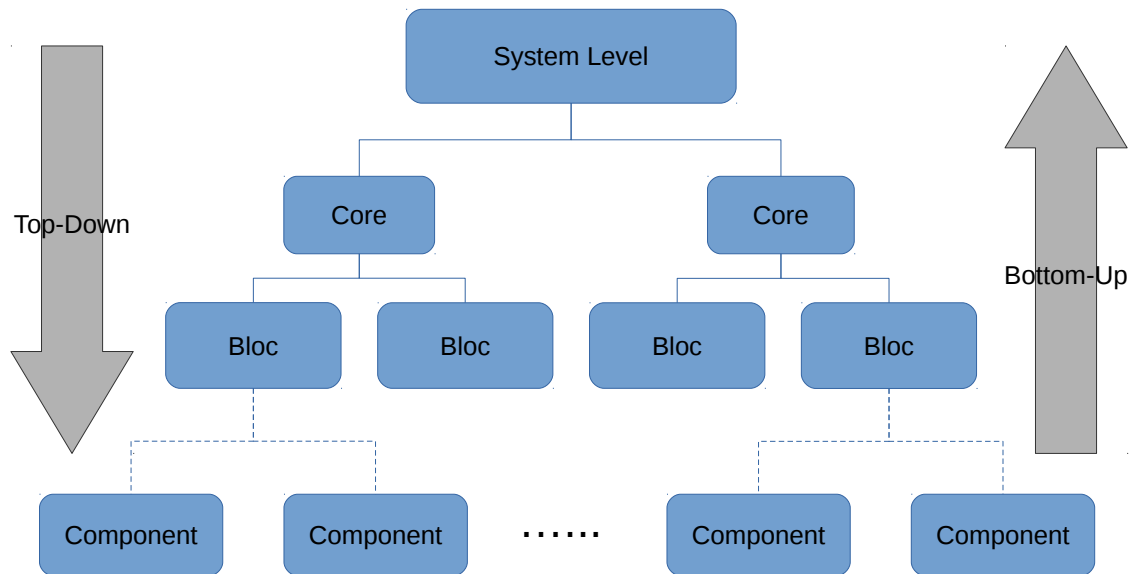 System Level
Core
Core
Top-Down
Bottom-Up
Bloc
Bloc
Bloc
Bloc
Component
Component
......
Component
Component